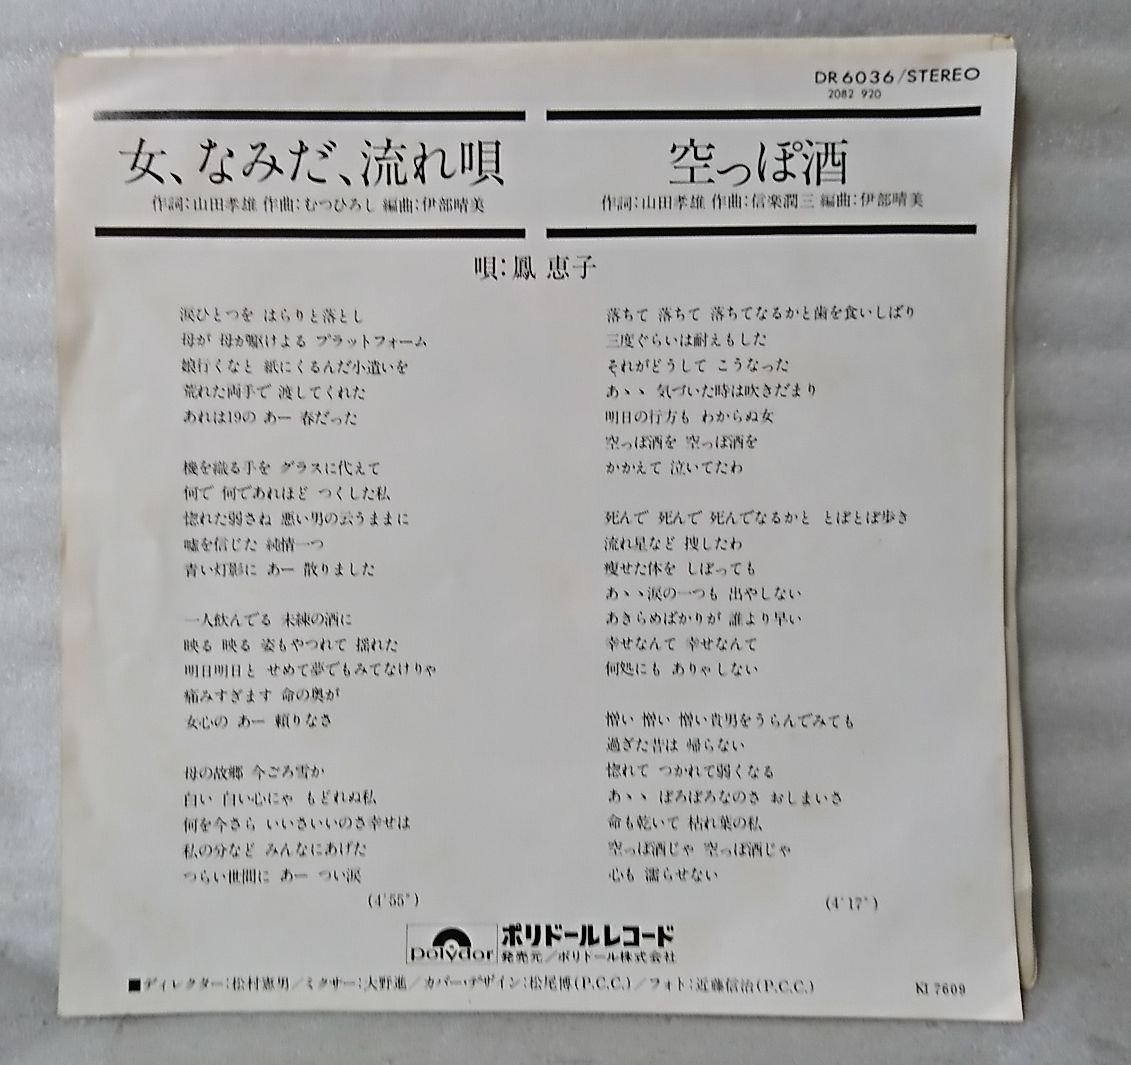 DR 6036/STEREO
2082 920
女、なみだ、流れ唄
作詞：山田孝雄 作曲：むつひろし 編曲：伊部晴美
空っぽ酒
作詞：山田孝雄 作曲：信楽潤三 編曲：伊部晴美
唄：鳳 恵子
涙ひとつを はらりと落とし
母が 母が駆けよる プラットフォーム
娘行くなと 紙にくるんだ小遣いを
荒れた両手で 渡してくれた
あれは19の あー 春だった
機を織る手を グラスに代えて
何で 何であれほど つくした私
惚れた弱さね 悪い男の云うままに
嘘を信じた 純情一つ
青い灯影に あー 散りました
一人飲んでる 未練の酒に
映る 映る 姿もやつれて 揺れた
明日明日と せめて夢でもみてなけりゃ
痛みすぎます 命の奥が
女心の あー 頼りなさ
母の故郷 今ごろ雪か
白い 白い心にゃ もどれぬ私
何を今さら いいさいいのさ幸せは
私の分など みんなにあげた
つらい世間に あー つい涙
(4'55")
落ちて 落ちて 落ちてなるかと歯を食いしばり
三度ぐらいは耐えもした
それがどうして こうなった
あゝゝ 気づいた時は吹きだまり
明日の行方も わからぬ女
空っぽ酒を 空っぽ酒を
かかえて 泣いてたわ
死んで 死んで 死んでなるかと とぼとぼ歩き
流れ星など 捜したわ
痩せた体を しぼっても
あゝゝ涙の一つも 出やしない
あきらめばかりが 誰より早い
幸せなんて 幸せなんて
何処にも ありゃしない
憎い 憎い 憎い貴男をうらんでみても
過ぎた昔は 帰らない
惚れて つかれて弱くなる
あゝゝ ぼろぼろなのさ おしまいさ
命も乾いて 枯れ葉の私
空っぽ酒じゃ 空っぽ酒じゃ
心も 濡らせない
(4'17")
polydor ポリドールレコード
発売元／ポリドール株式会社
■ディレクター：松村憲男／ミクサー：大野進／カバー・デザイン：松尾博(P.C.C.)／フォト：近藤信治(P.C.C.)
KI 7609